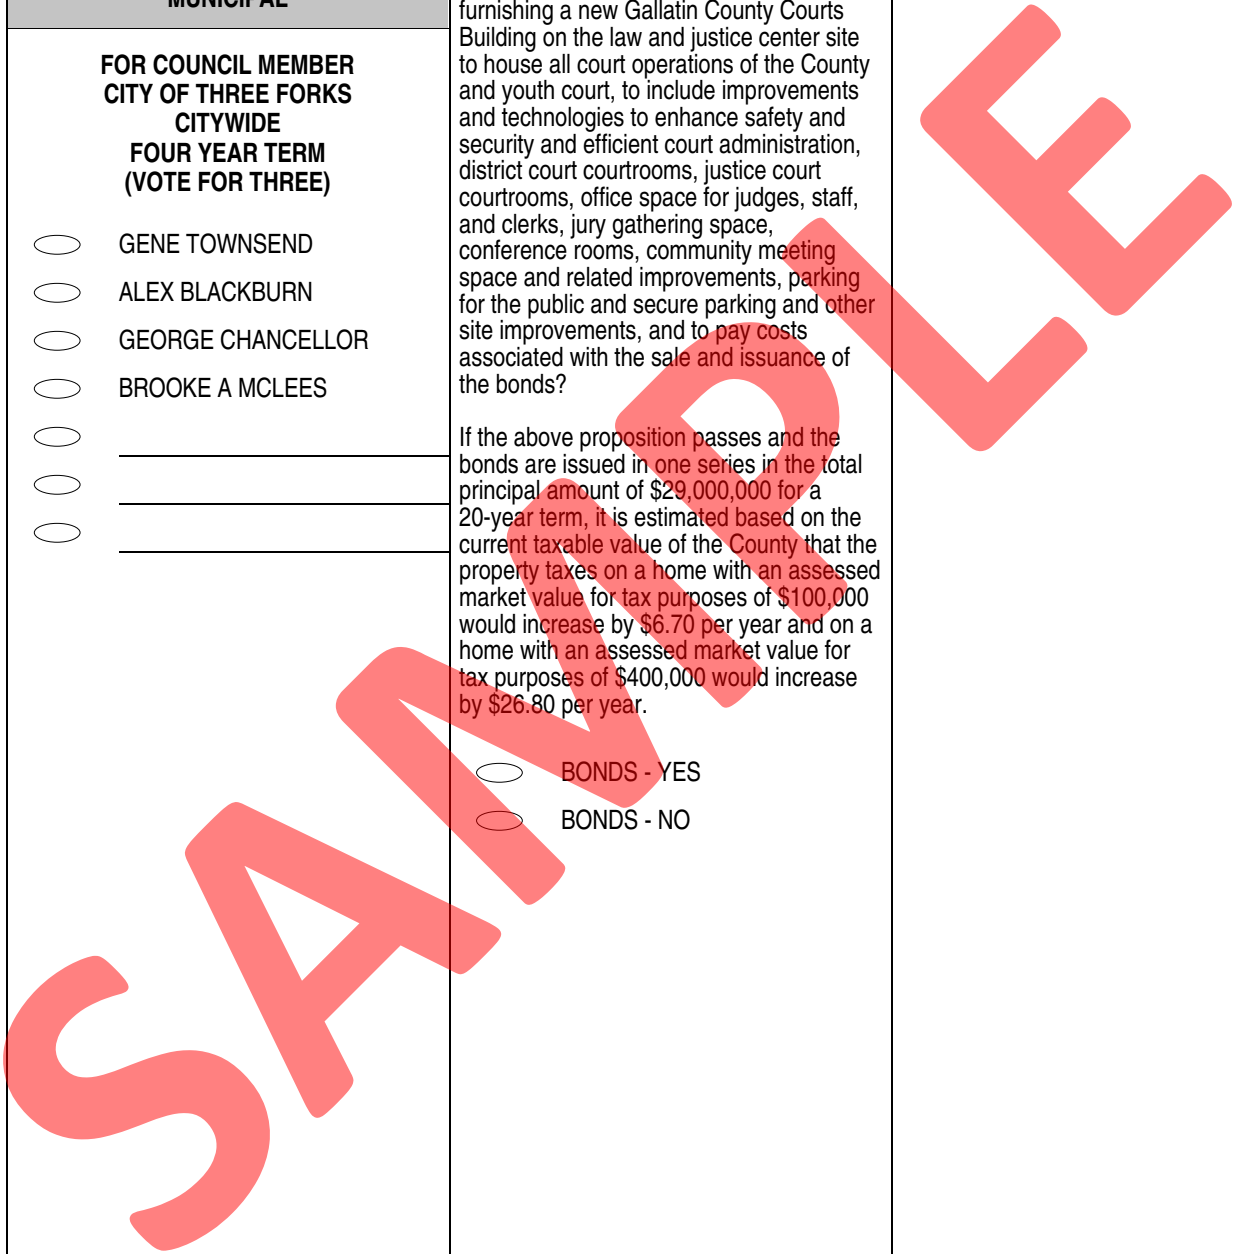 MUNICIPAL
FOR COUNCIL MEMBER
CITY OF THREE FORKS
CITYWIDE
FOUR YEAR TERM
(VOTE FOR THREE)
GENE TOWNSEND
ALEX BLACKBURN
GEORGE CHANCELLOR
BROOKE A MCLEES
furnishing a new Gallatin County Courts
Building on the law and justice center site
to house all court operations of the County
and youth court, to include improvements
and technologies to enhance safety and
security and efficient court administration,
district court courtrooms, justice court
courtrooms, office space for judges, staff,
and clerks, jury gathering space,
conference rooms, community meeting
space and related improvements, parking
for the public and secure parking and other
site improvements, and to pay costs
associated with the sale and issuance of
the bonds?
If the above proposition passes and the
bonds are issued in one series in the total
principal amount of $29,000,000 for a
20-year term, it is estimated based on the
current taxable value of the County that the
property taxes on a home with an assessed
market value for tax purposes of $100,000
would increase by $6.70 per year and on a
home with an assessed market value for
tax purposes of $400,000 would increase
by $26.80 per year.
BONDS - YES
BONDS - NO
SAMPLE